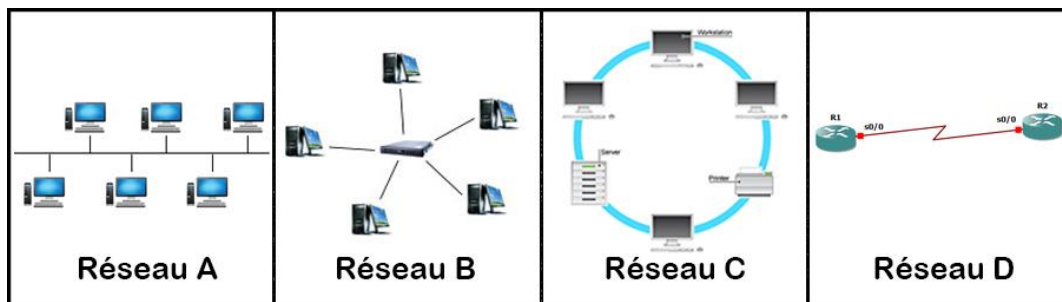 Workstation
Server
Printer
R1
s0/0
s0/0
R2
Réseau A
Réseau B
Réseau C
Réseau D